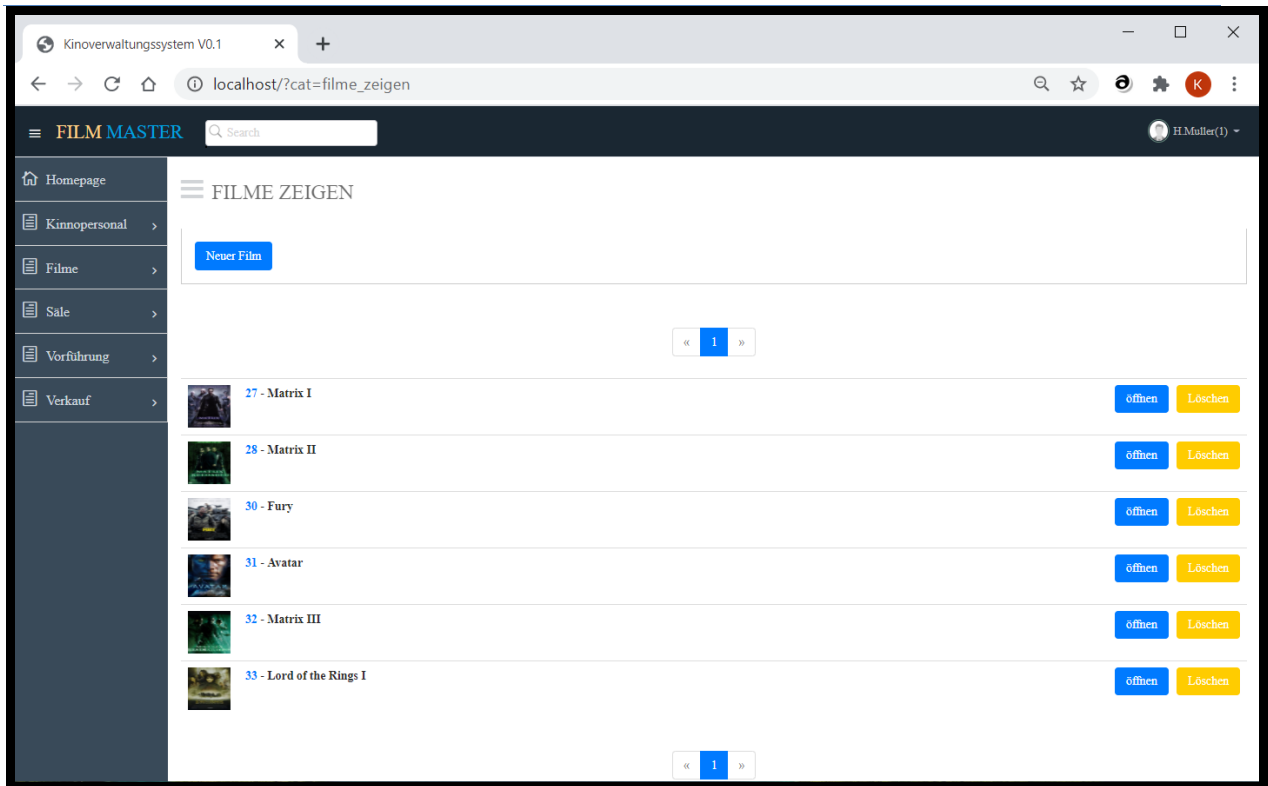 Kinoverwaltungssystem V0.1
localhost/?cat=filme_zeigen
K
FILM MASTER
Search
H.Muller(1)
Homepage
Kinnopersonal
Filme
Säle
Vorführung
Verkauf
FILME ZEIGEN
Neuer Film
« 1 »
27 - Matrix I öffnen Löschen
28 - Matrix II öffnen Löschen
30 - Fury öffnen Löschen
31 - Avatar öffnen Löschen
32 - Matrix III öffnen Löschen
33 - Lord of the Rings I öffnen Löschen
« 1 »